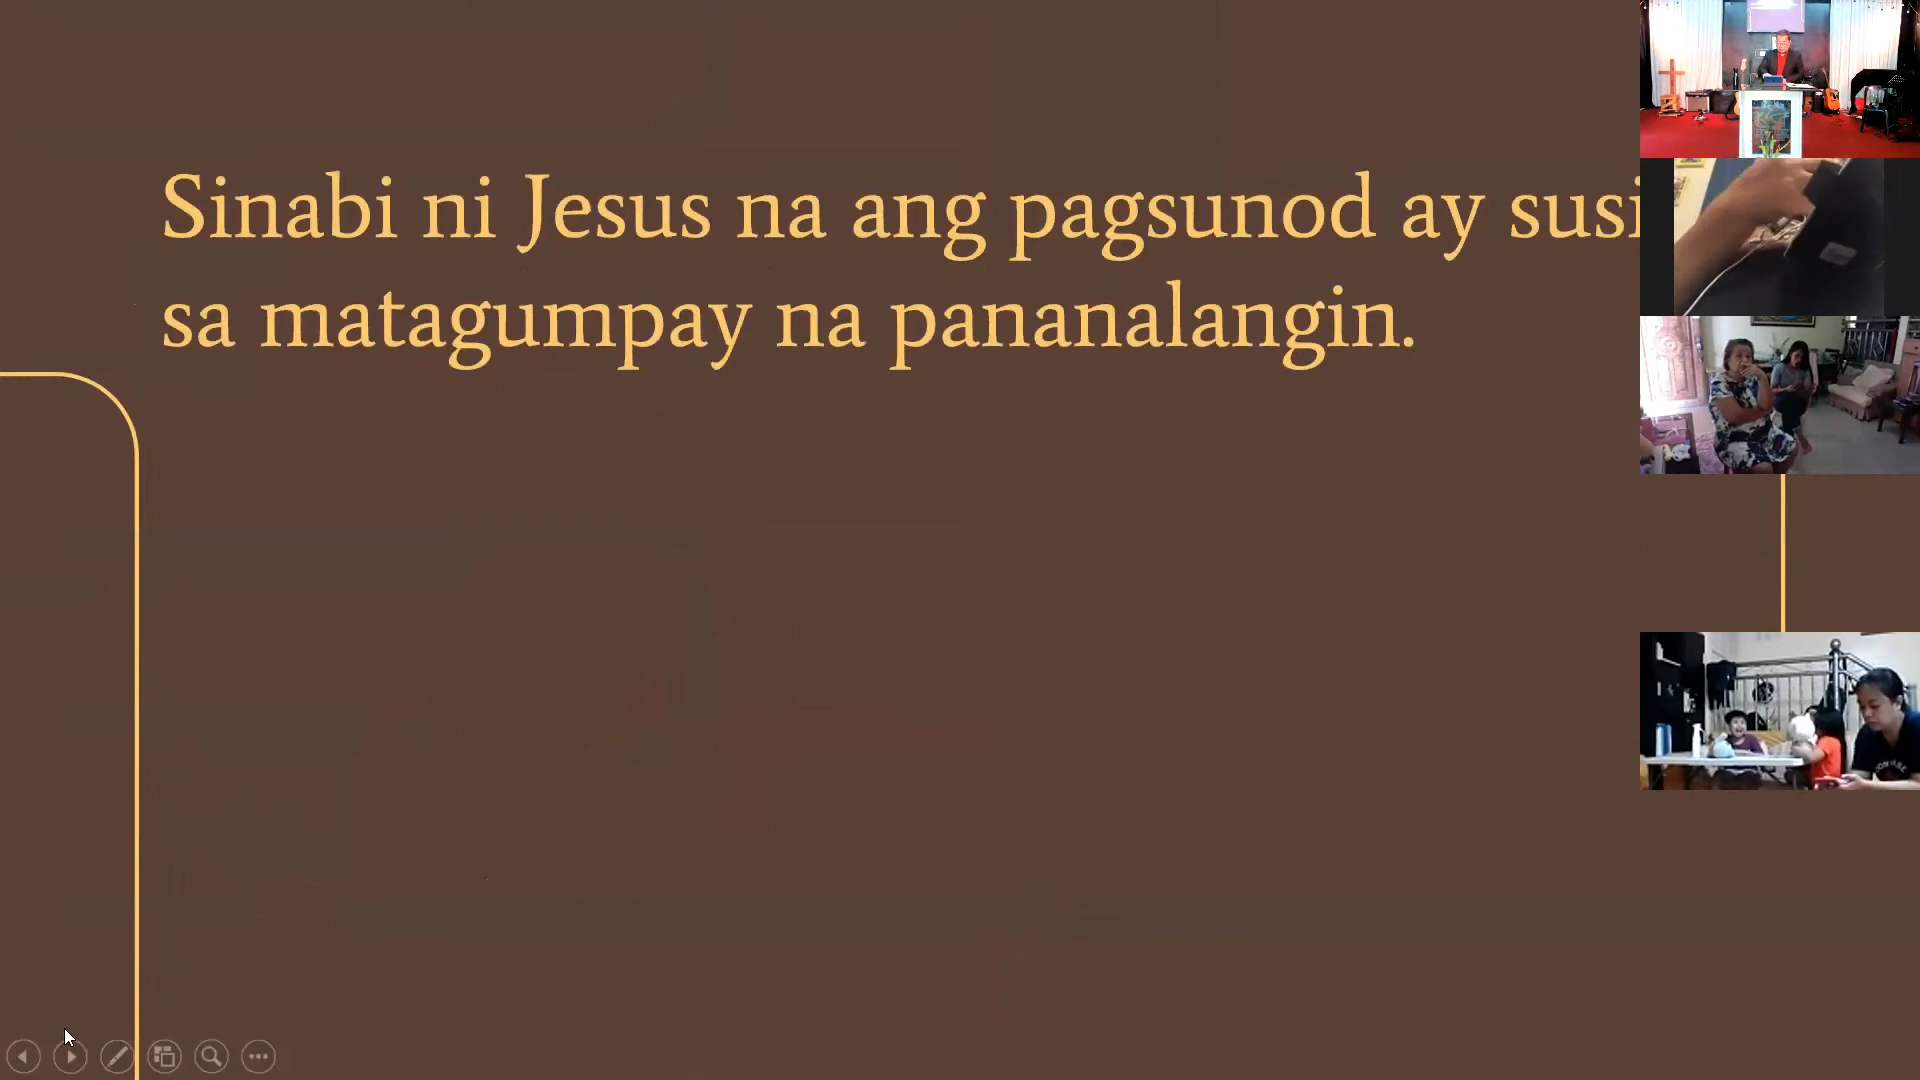 Sinabi ni Jesus na ang pagsunod ay susi
sa matagumpay na pananalangin.